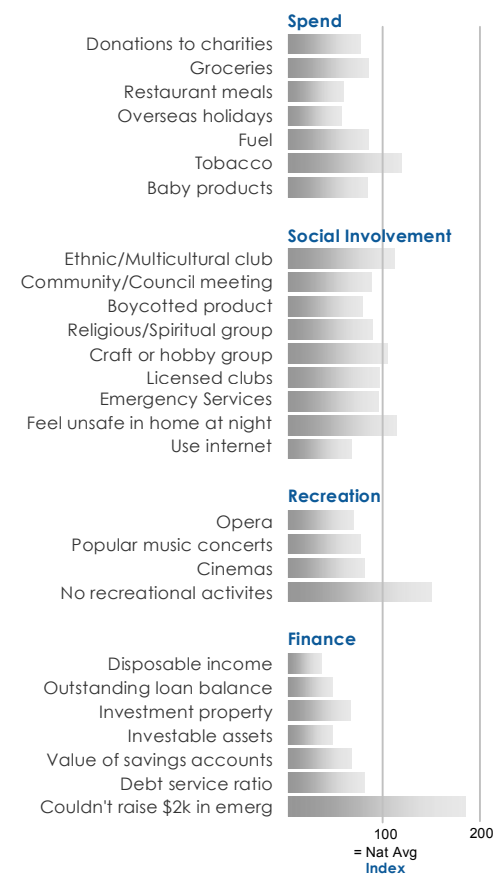 Spend
Donations to charities
Groceries
Restaurant meals
Overseas holidays
Fuel
Tobacco
Baby products
Social Involvement
Ethnic/Multicultural club
Community/Council meeting
Boycotted product
Religious/Spiritual group
Craft or hobby group
Licensed clubs
Emergency Services
Feel unsafe in home at night
Use internet
Recreation
Opera
Popular music concerts
Cinemas
No recreational activites
Finance
Disposable income
Outstanding loan balance
Investment property
Investable assets
Value of savings accounts
Debt service ratio
Couldn't raise $2k in emerg
100 200
= Nat Avg
Index